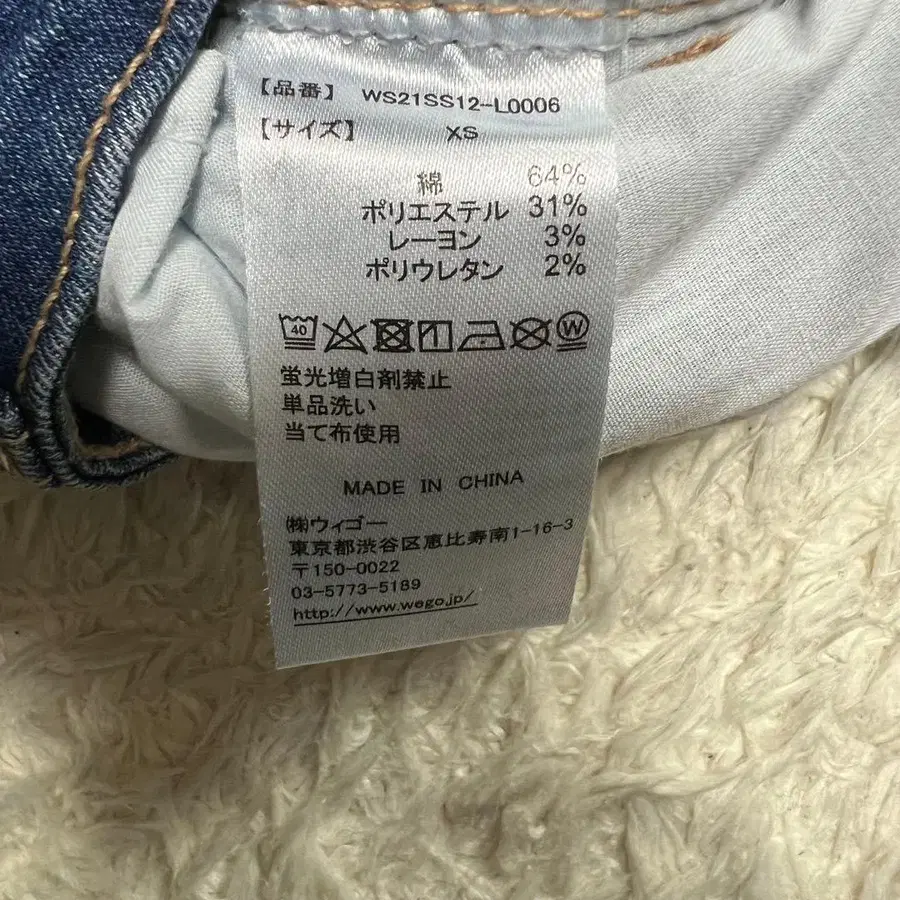 【品番】 WS21SS12-L0006
【サイズ】 XS
綿 64%
ポリエステル 31%
レーヨン 3%
ポリウレタン 2%
40 W
蛍光増白剤禁止
単品洗い
当て布使用
MADE IN CHINA
㈱ウィゴー
東京都渋谷区恵比寿南1-16-3
〒150-0022
03-5773-5189
http://www.wego.jp/